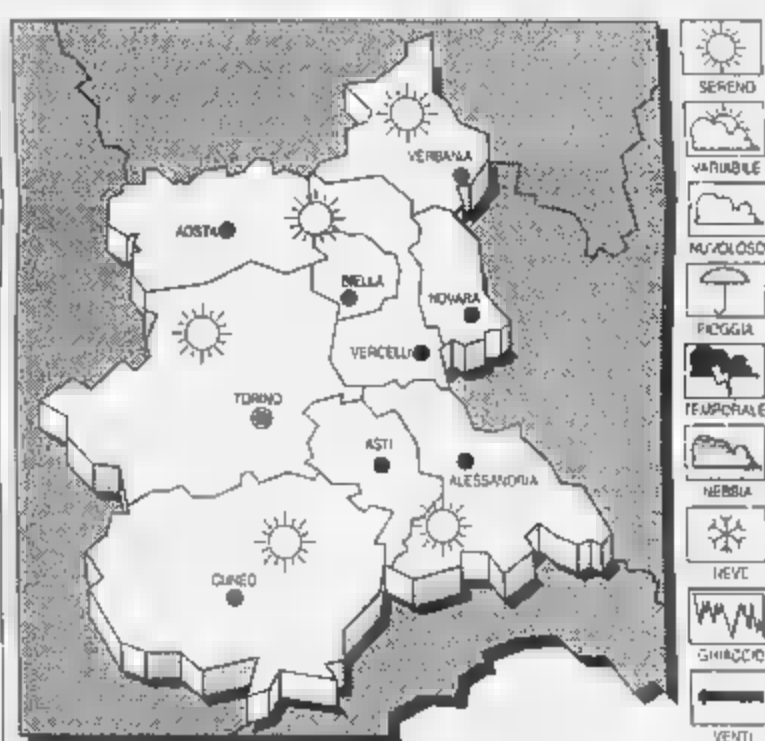 SERENO
VERBANIA
VARIABILE
AOSTA
NUVOLOSO
BIELLA
NOVARA
PIOGGIA
VERCELLI
TORINO
TEMPORALE
ASTI
ALESSANDRIA
NEBBIA
CUNEO
NEVE
GHIACCIO
VENTI